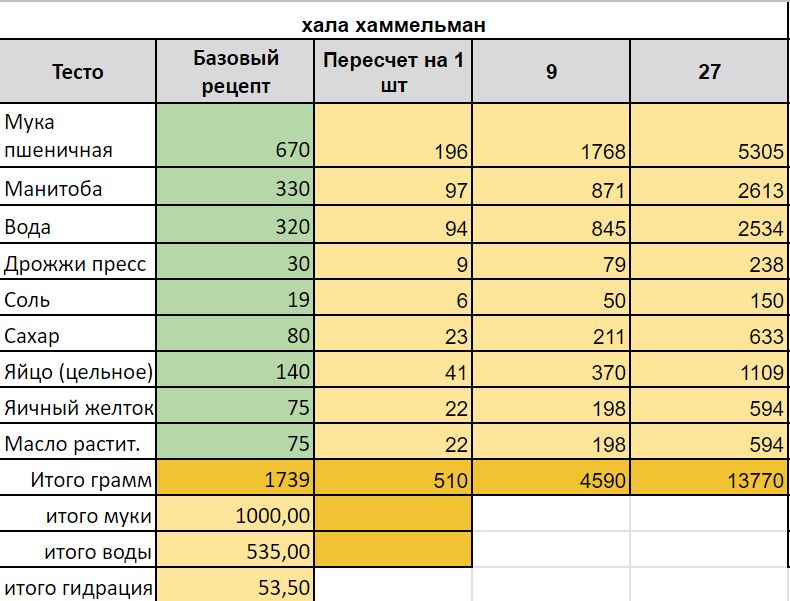 хала хаммельман
Тесто Базовый рецепт Пересчет на 1 шт 9 27
Мука пшеничная 670 196 1768 5305
Манитоба 330 97 871 2613
Вода 320 94 845 2534
Дрожжи пресс 30 9 79 238
Соль 19 6 50 150
Сахар 80 23 211 633
Яйцо (цельное) 140 41 370 1109
Яичный желток 75 22 198 594
Масло растит. 75 22 198 594
Итого грамм 1739 510 4590 13770
итого муки 1000,00
итого воды 535,00
итого гидрация 53,50